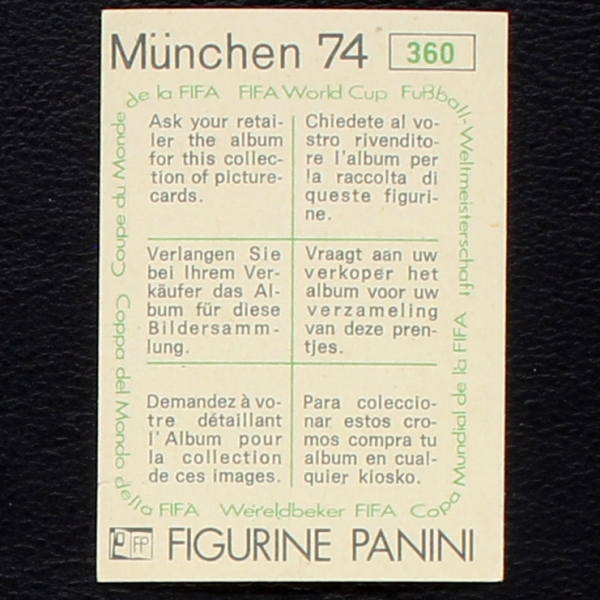 München 74 360
de la FIFA FIFA World Cup Fußball-Weltmeisterschaft
Ask your retai-
ler the album
for this collec-
tion of picture-
cards.
Chiedete al vo-
stro rivendito-
re l'album per
la raccolta di
queste figuri-
ne.
Verlangen Sie
bei Ihrem Ver-
käufer das Al-
bum für diese
Bildersamm-
lung.
Vraagt aan uw
verkoper het
album voor uw
verzameling
van deze pren-
tjes.
Demandez à vo-
tre détaillant
l'Album pour
la collection
de ces images.
Para coleccio-
nar estos cro-
mos compra tu
album en cual-
quier kiosko.
Coupe du Monde
Coppa del Mondo della FIFA Wereldbeker FIFA Copa Mundial de la FIFA
FP FIGURINE PANINI